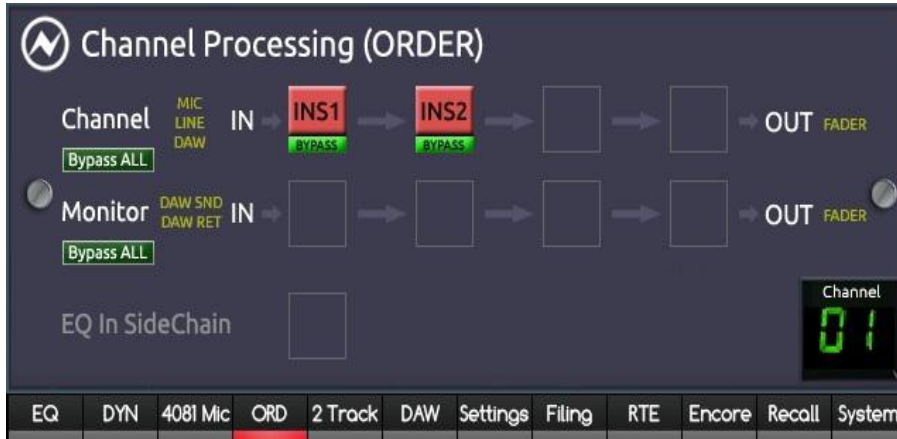 Channel Processing (ORDER)
Channel MIC LINE DAW IN INS1 INS2 OUT FADER
BYPASS BYPASS
Bypass ALL
Monitor DAW SND DAW RET IN OUT FADER
Bypass ALL
Channel
EQ In SideChain 01
EQ DYN 4081 Mic ORD 2 Track DAW Settings Filing RTE Encore Recall System